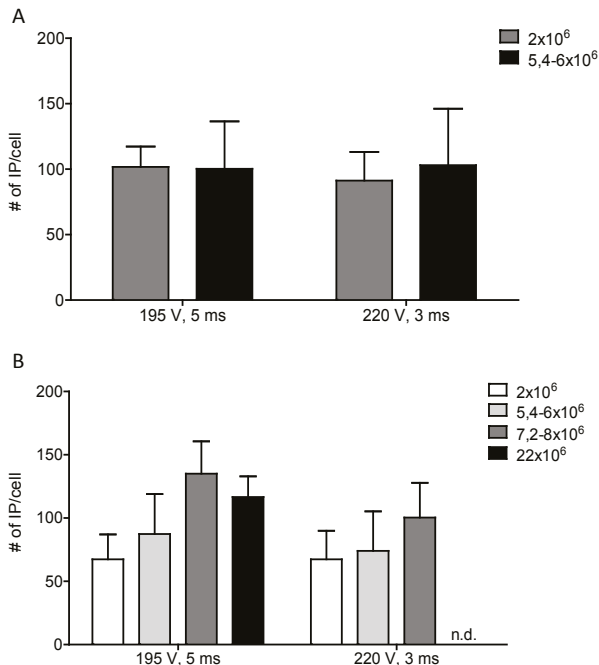 A
200
150
100
50
0
# of IP/cell
2x10⁶
5,4-6x10⁶
195 V, 5 ms
220 V, 3 ms
B
200
150
100
50
0
# of IP/cell
2x10⁶
5,4-6x10⁶
7,2-8x10⁶
22x10⁶
n.d.
195 V, 5 ms
220 V, 3 ms